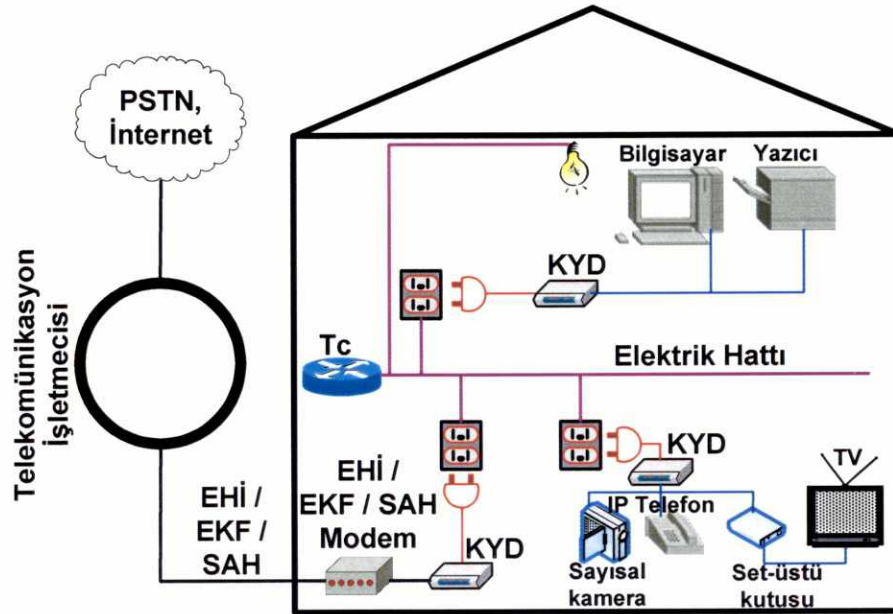 PSTN,
İnternet
Telekomünikasyon
İşletmecisi
EHİ /
EKF /
SAH
Bilgisayar
Yazıcı
KYD
Tc
Elektrik Hattı
EHİ /
EKF / SAH
Modem
KYD
KYD
IP Telefon
TV
Sayısal
kamera
Set-üstü
kutusu